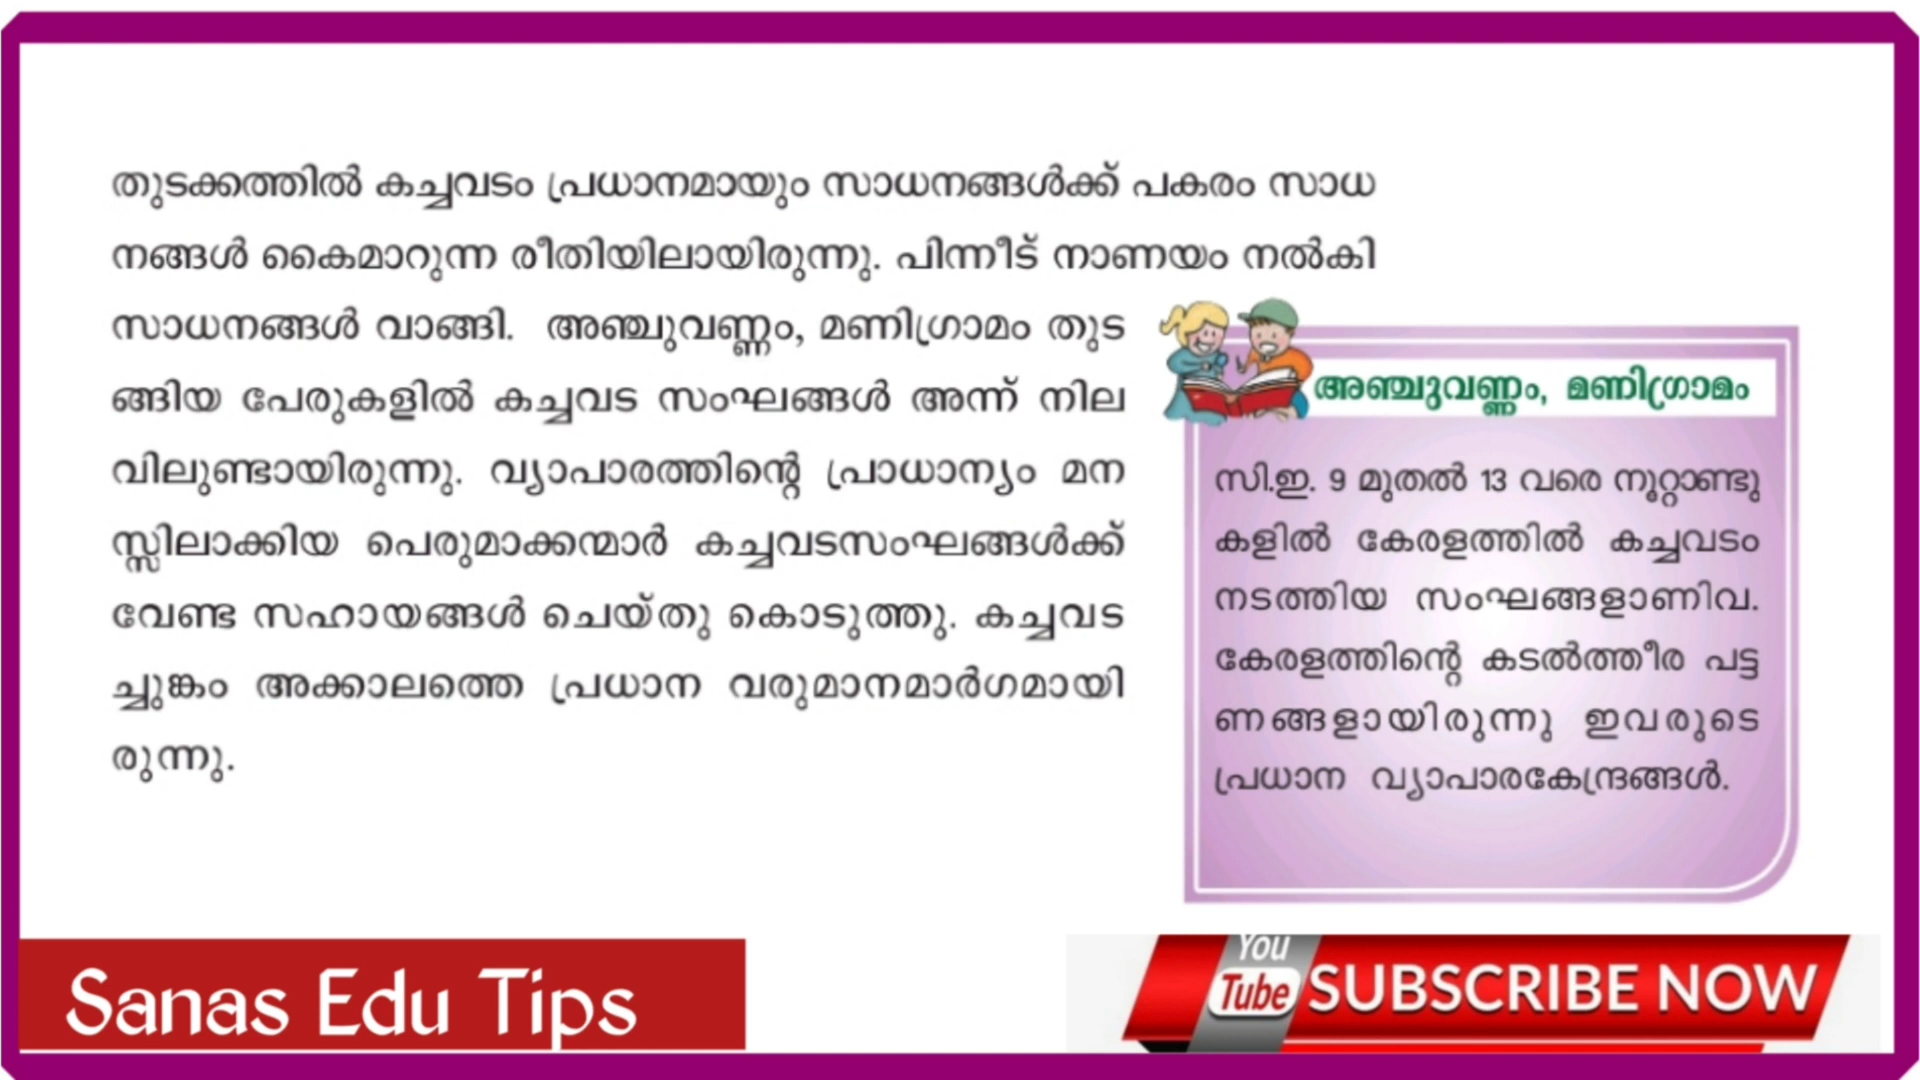 തുടക്കത്തിൽ കച്ചവടം പ്രധാനമായും സാധനങ്ങൾക്ക് പകരം സാധ
നങ്ങൾ കൈമാറുന്ന രീതിയിലായിരുന്നു. പിന്നീട് നാണയം നൽകി
സാധനങ്ങൾ വാങ്ങി. അഞ്ചുവണ്ണം, മണിഗ്രാമം തുട
ങ്ങിയ പേരുകളിൽ കച്ചവട സംഘങ്ങൾ അന്ന് നില
വിലുണ്ടായിരുന്നു. വ്യാപാരത്തിന്റെ പ്രാധാന്യം മന
സ്സിലാക്കിയ പെരുമാക്കന്മാർ കച്ചവടസംഘങ്ങൾക്ക്
വേണ്ട സഹായങ്ങൾ ചെയ്തു കൊടുത്തു. കച്ചവട
ച്ചുങ്കം അക്കാലത്തെ പ്രധാന വരുമാനമാർഗമായി
രുന്നു.
അഞ്ചുവണ്ണം, മണിഗ്രാമം
സി.ഇ. 9 മുതൽ 13 വരെ നൂറ്റാണ്ടു
കളിൽ കേരളത്തിൽ കച്ചവടം
നടത്തിയ സംഘങ്ങളാണിവ.
കേരളത്തിന്റെ കടൽത്തീര പട്ട
ണങ്ങളായിരുന്നു ഇവരുടെ
പ്രധാന വ്യാപാരകേന്ദ്രങ്ങൾ.
Sanas Edu Tips
You
Tube SUBSCRIBE NOW